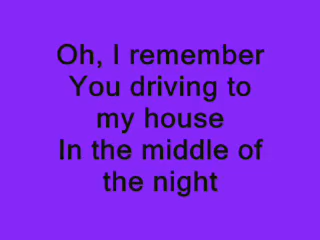 Oh, I remember
You driving to
my house
In the middle of
the night